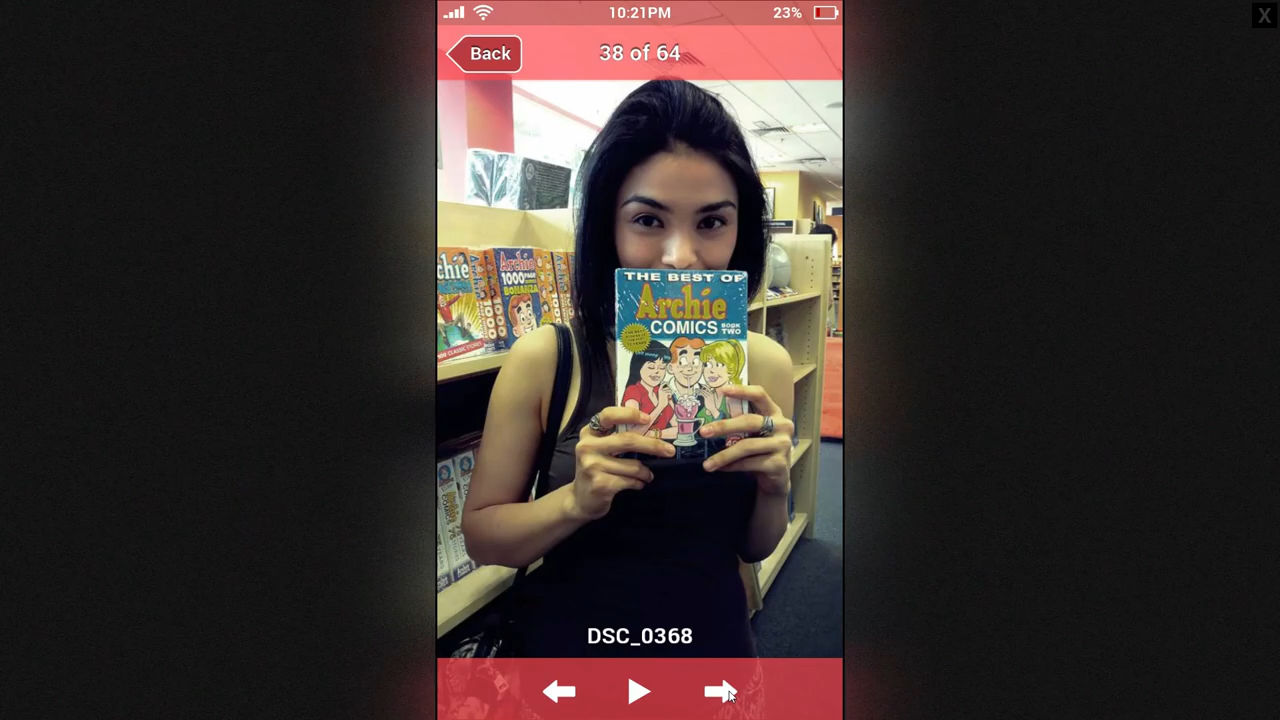 10:21PM
23%
X
Back
38 of 64
THE BEST OF
Archie
COMICS
BOOK
TWO
Archie
1000 PAGE
BONANZA
DSC_0368